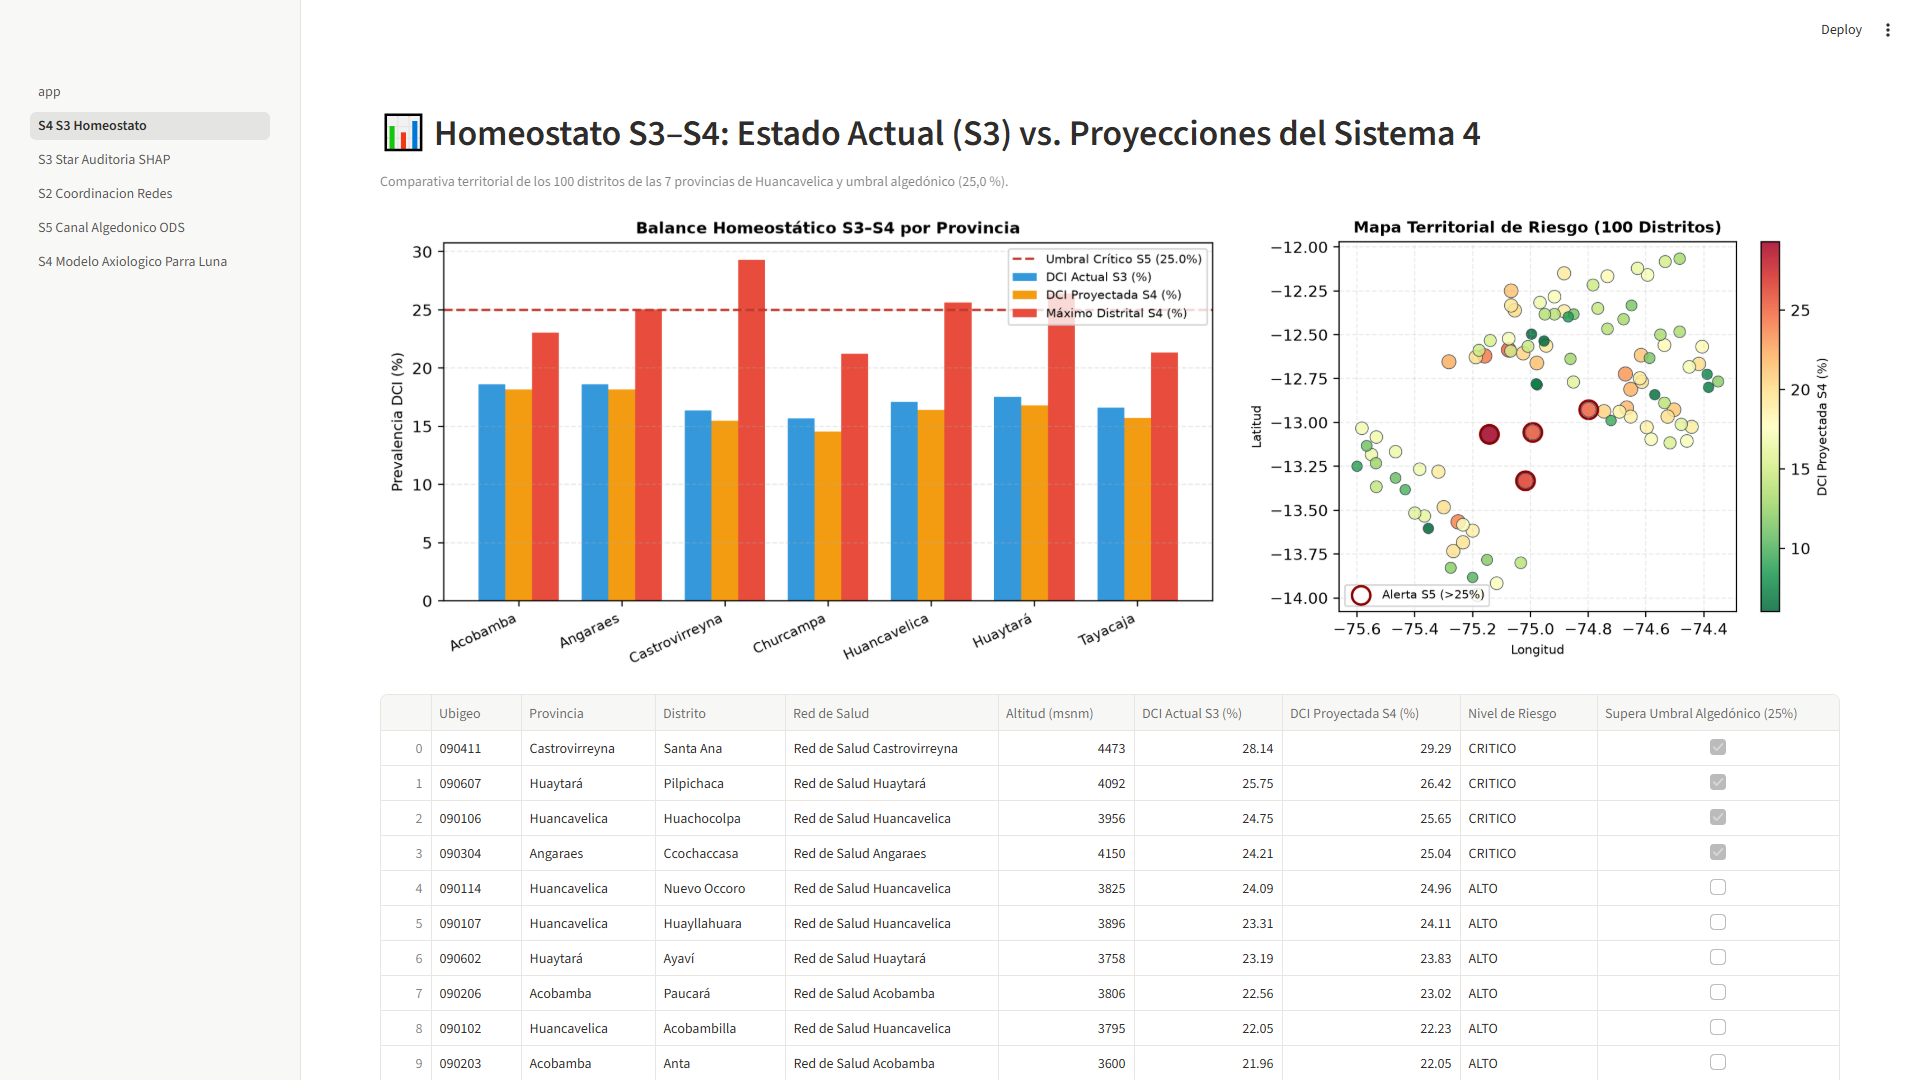 Deploy
app
S4 S3 Homeostato
S3 Star Auditoria SHAP
S2 Coordinacion Redes
S5 Canal Algedonico ODS
S4 Modelo Axiologico Parra Luna
Homeostato S3–S4: Estado Actual (S3) vs. Proyecciones del Sistema 4
Comparativa territorial de los 100 distritos de las 7 provincias de Huancavelica y umbral algedónico (25,0 %).
Balance Homeostático S3–S4 por Provincia
Prevalencia DCI (%)
30
25
20
15
10
5
0
Umbral Crítico S5 (25.0%)
DCI Actual S3 (%)
DCI Proyectada S4 (%)
Máximo Distrital S4 (%)
Acobamba
Angaraes
Castrovirreyna
Churcampa
Huancavelica
Huaytará
Tayacaja
Mapa Territorial de Riesgo (100 Distritos)
Latitud
−12.00
−12.25
−12.50
−12.75
−13.00
−13.25
−13.50
−13.75
−14.00
Alerta S5 (>25%)
−75.6 −75.4 −75.2 −75.0 −74.8 −74.6 −74.4
Longitud
25
20
15
10
DCI Proyectada S4 (%)
Ubigeo Provincia Distrito Red de Salud Altitud (msnm) DCI Actual S3 (%) DCI Proyectada S4 (%) Nivel de Riesgo Supera Umbral Algedónico (25%)
0 090411 Castrovirreyna Santa Ana Red de Salud Castrovirreyna 4473 28.14 29.29 CRITICO
1 090607 Huaytará Pilpichaca Red de Salud Huaytará 4092 25.75 26.42 CRITICO
2 090106 Huancavelica Huachocolpa Red de Salud Huancavelica 3956 24.75 25.65 CRITICO
3 090304 Angaraes Ccochaccasa Red de Salud Angaraes 4150 24.21 25.04 CRITICO
4 090114 Huancavelica Nuevo Occoro Red de Salud Huancavelica 3825 24.09 24.96 ALTO
5 090107 Huancavelica Huayllahuara Red de Salud Huancavelica 3896 23.31 24.11 ALTO
6 090602 Huaytará Ayaví Red de Salud Huaytará 3758 23.19 23.83 ALTO
7 090206 Acobamba Paucará Red de Salud Acobamba 3806 22.56 23.02 ALTO
8 090102 Huancavelica Acobambilla Red de Salud Huancavelica 3795 22.05 22.23 ALTO
9 090203 Acobamba Anta Red de Salud Acobamba 3600 21.96 22.05 ALTO